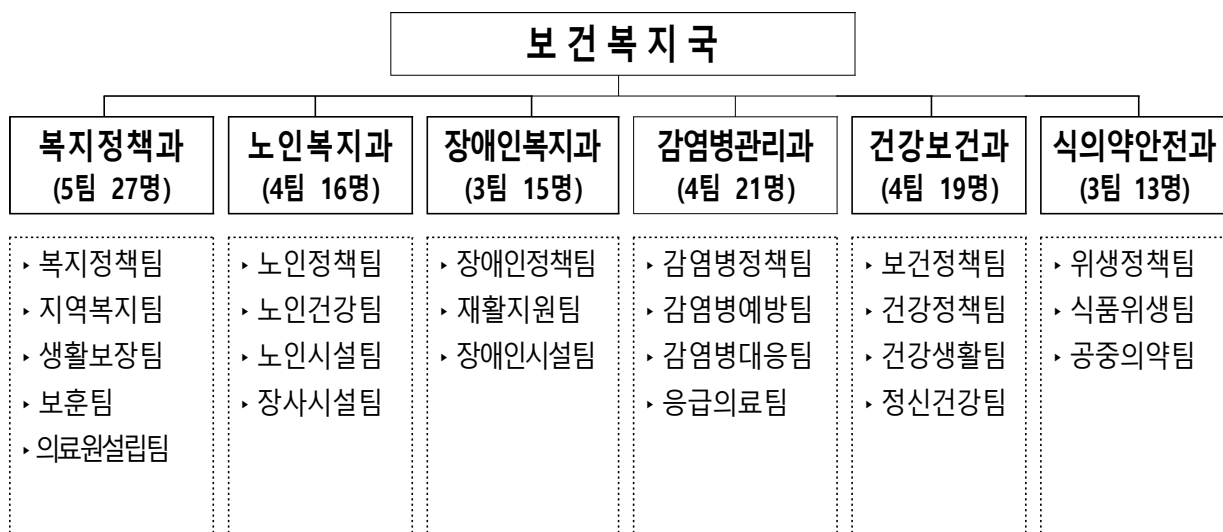 보건복지국
복지정책과
(5팀 27명)
‣ 복지정책팀
‣ 지역복지팀
‣ 생활보장팀
‣ 보훈팀
‣ 의료원설립팀
노인복지과
(4팀 16명)
‣ 노인정책팀
‣ 노인건강팀
‣ 노인시설팀
‣ 장사시설팀
장애인복지과
(3팀 15명)
‣ 장애인정책팀
‣ 재활지원팀
‣ 장애인시설팀
감염병관리과
(4팀 21명)
‣ 감염병정책팀
‣ 감염병예방팀
‣ 감염병대응팀
‣ 응급의료팀
건강보건과
(4팀 19명)
‣ 보건정책팀
‣ 건강정책팀
‣ 건강생활팀
‣ 정신건강팀
식의약안전과
(3팀 13명)
‣ 위생정책팀
‣ 식품위생팀
‣ 공중의약팀